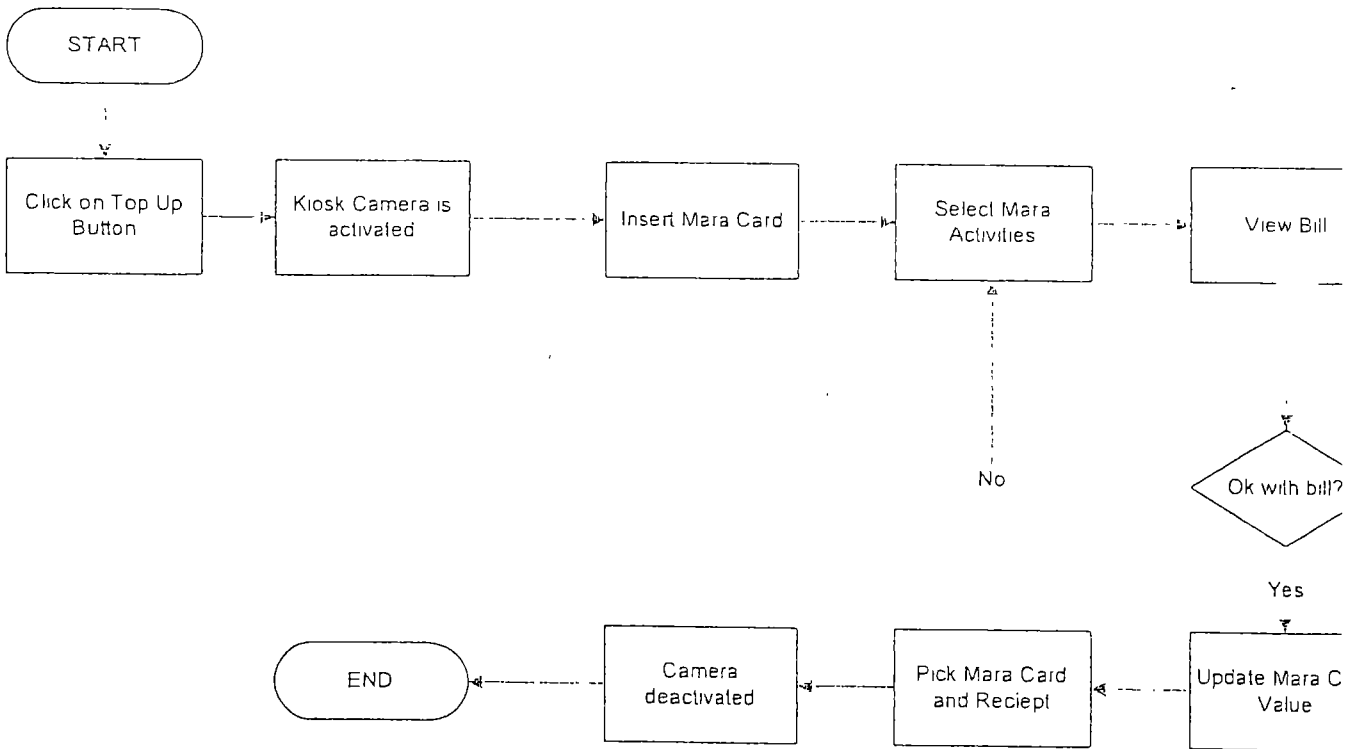 START
Click on Top Up
Button
Kiosk Camera is
activated
Insert Mara Card
Select Mara
Activities
View Bill
No
Ok with bill?
Yes
Update Mara C
Value
Pick Mara Card
and Reciept
Camera
deactivated
END